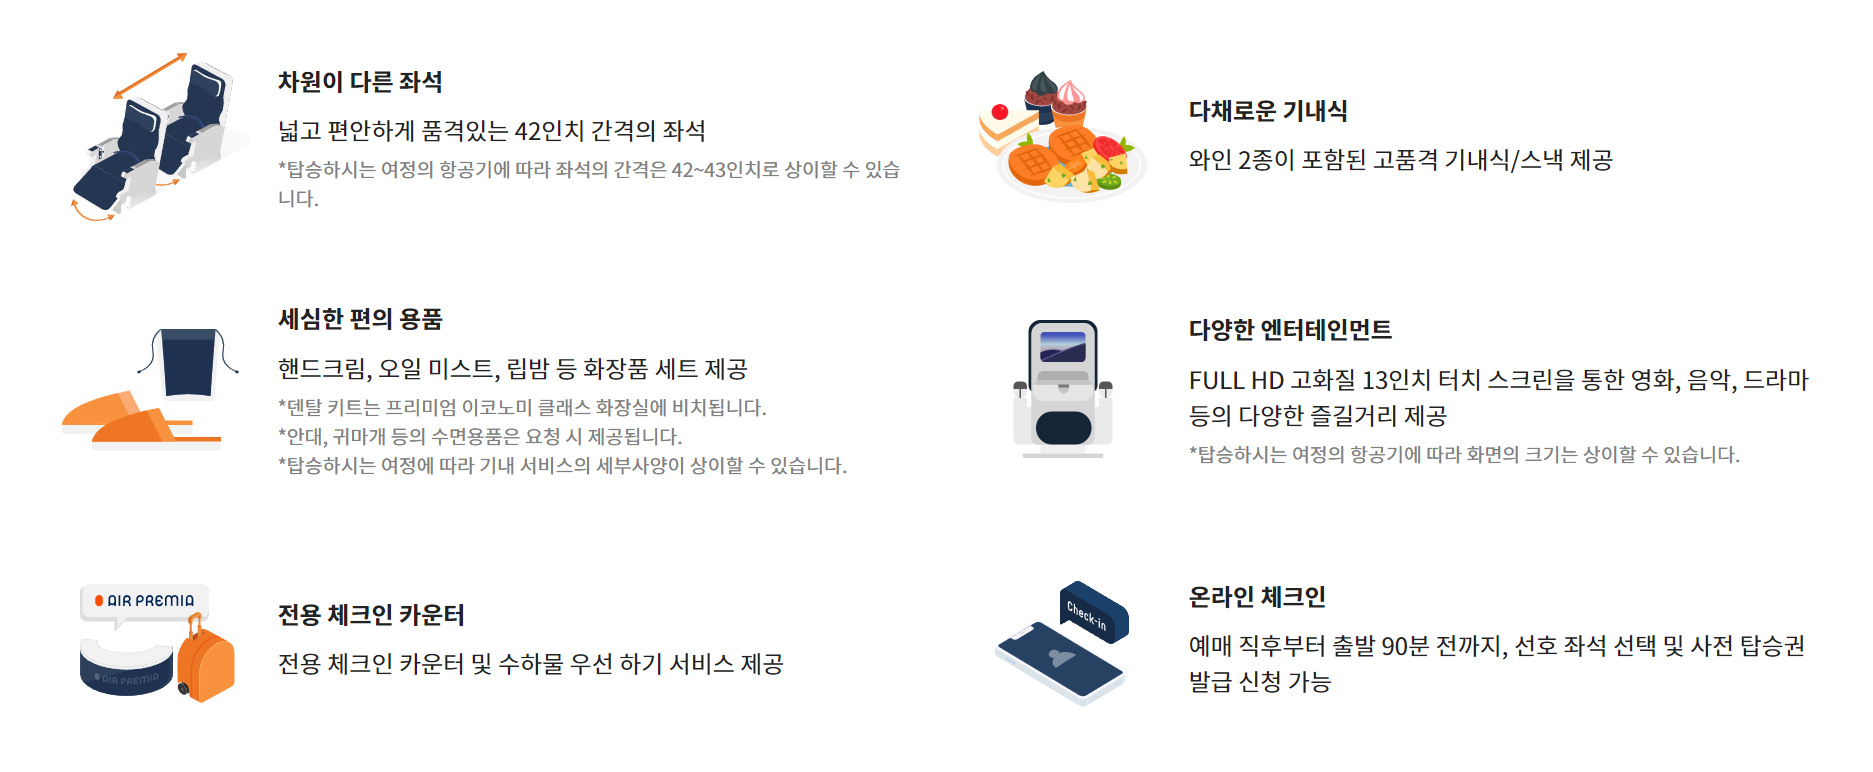 차원이 다른 좌석
넓고 편안하게 품격있는 42인치 간격의 좌석
*탑승하시는 여정의 항공기에 따라 좌석의 간격은 42~43인치로 상이할 수 있습
니다.
다채로운 기내식
와인 2종이 포함된 고품격 기내식/스낵 제공
세심한 편의 용품
핸드크림, 오일 미스트, 립밤 등 화장품 세트 제공
*덴탈 키트는 프리미엄 이코노미 클래스 화장실에 비치됩니다.
*안대, 귀마개 등의 수면용품은 요청 시 제공됩니다.
*탑승하시는 여정에 따라 기내 서비스의 세부사양이 상이할 수 있습니다.
다양한 엔터테인먼트
FULL HD 고화질 13인치 터치 스크린을 통한 영화, 음악, 드라마
등의 다양한 즐길거리 제공
*탑승하시는 여정의 항공기에 따라 화면의 크기는 상이할 수 있습니다.
AIR PREMIA
AIR PREMIA
전용 체크인 카운터
전용 체크인 카운터 및 수하물 우선 하기 서비스 제공
Check-in
온라인 체크인
예매 직후부터 출발 90분 전까지, 선호 좌석 선택 및 사전 탑승권
발급 신청 가능